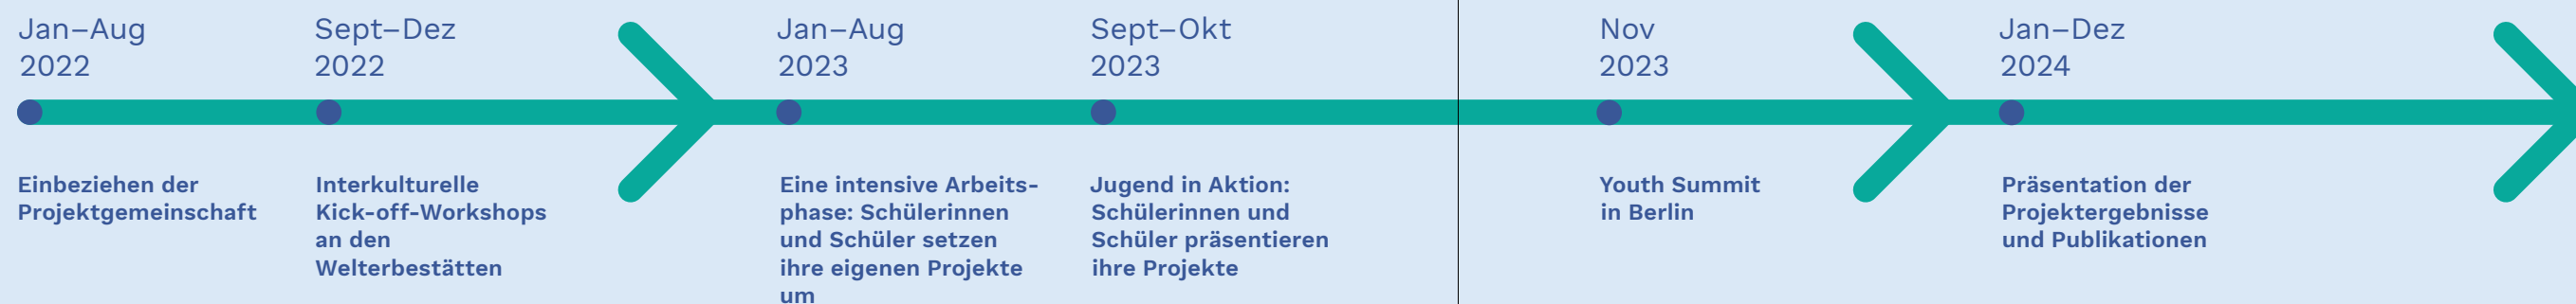 Jan–Aug
2022
Einbeziehen der
Projektgemeinschaft
Sept–Dez
2022
Interkulturelle
Kick-off-Workshops
an den
Welterbestätten
Jan–Aug
2023
Eine intensive Arbeits-
phase: Schülerinnen
und Schüler setzen
ihre eigenen Projekte
um
Sept–Okt
2023
Jugend in Aktion:
Schülerinnen und
Schüler präsentieren
ihre Projekte
Nov
2023
Youth Summit
in Berlin
Jan–Dez
2024
Präsentation der
Projektergebnisse
und Publikationen